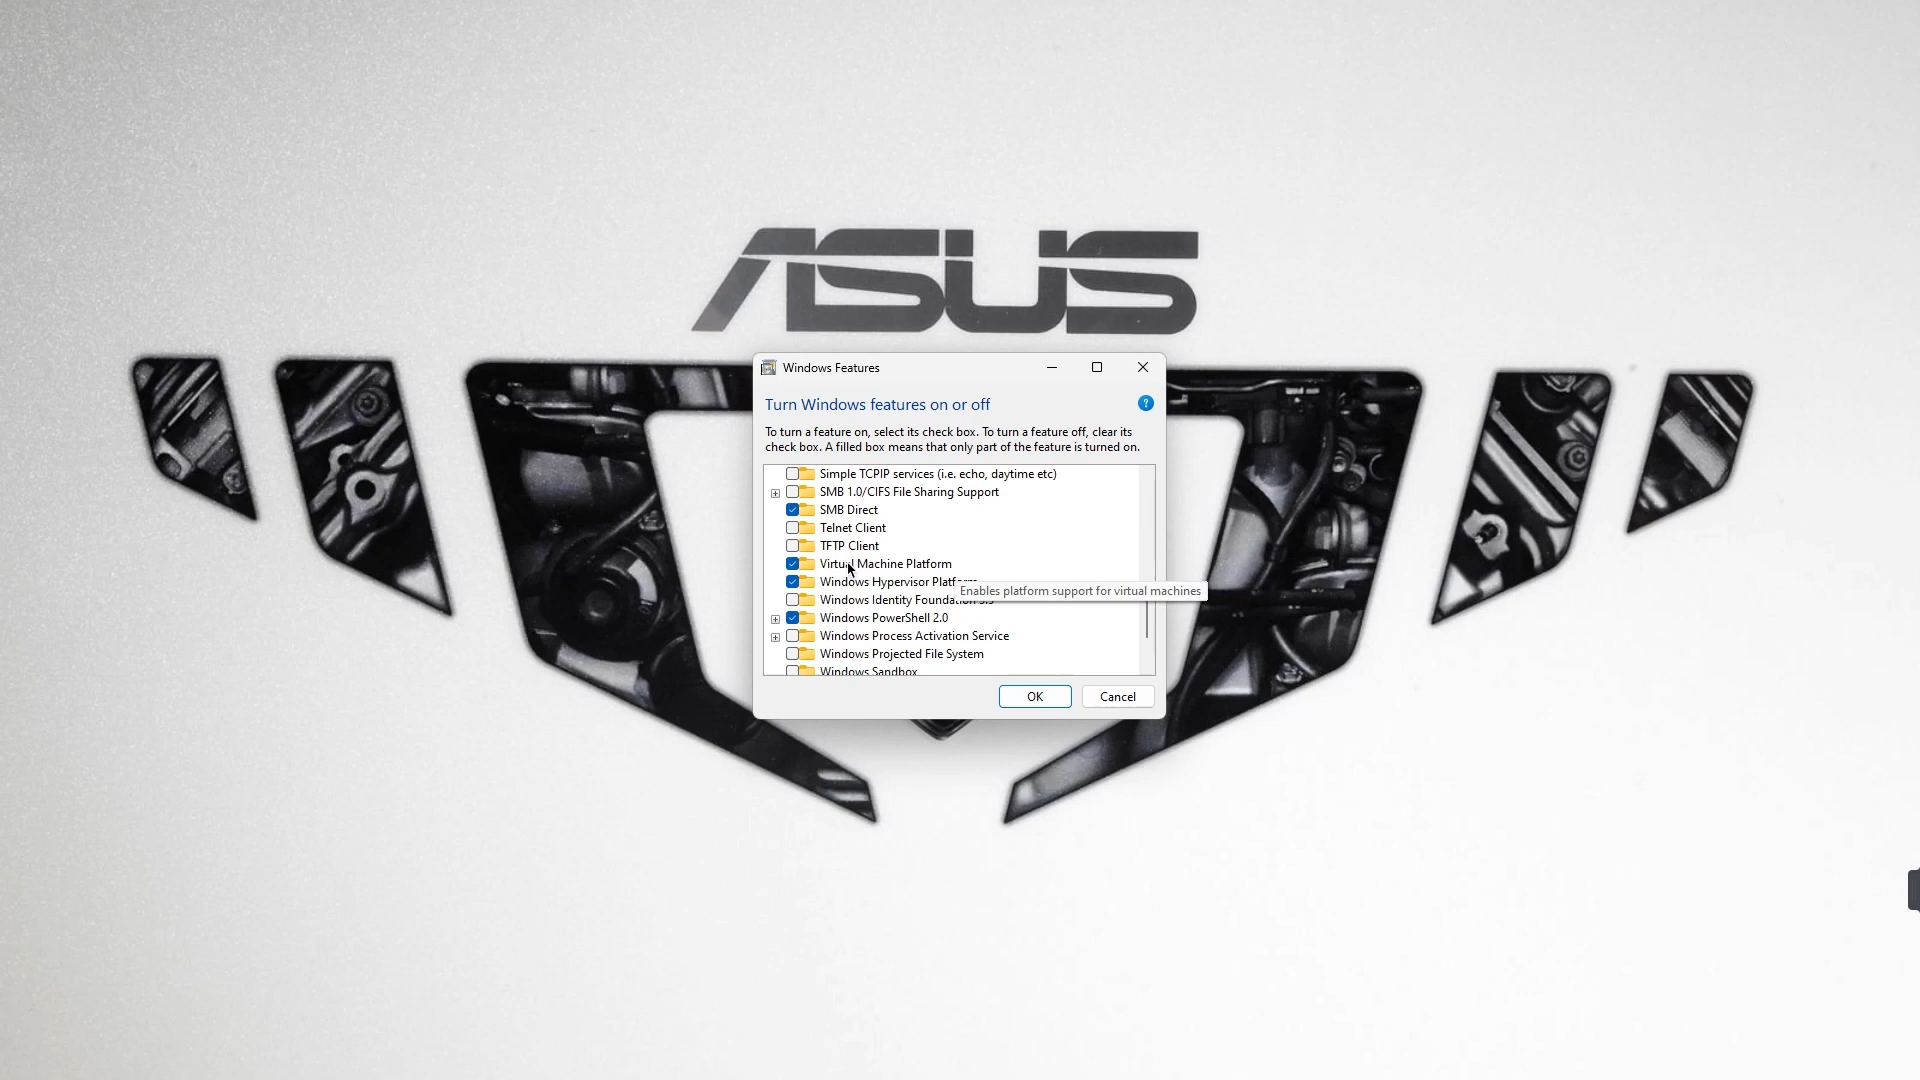 ASUS
Windows Features
Turn Windows features on or off
?
To turn a feature on, select its check box. To turn a feature off, clear its
check box. A filled box means that only part of the feature is turned on.
Simple TCPIP services (i.e. echo, daytime etc)
SMB 1.0/CIFS File Sharing Support
SMB Direct
Telnet Client
TFTP Client
Virtual Machine Platform
Windows Hypervisor Platform
Enables platform support for virtual machines
Windows Identity Foundation 3.5
Windows PowerShell 2.0
Windows Process Activation Service
Windows Projected File System
Windows Sandbox
OK
Cancel